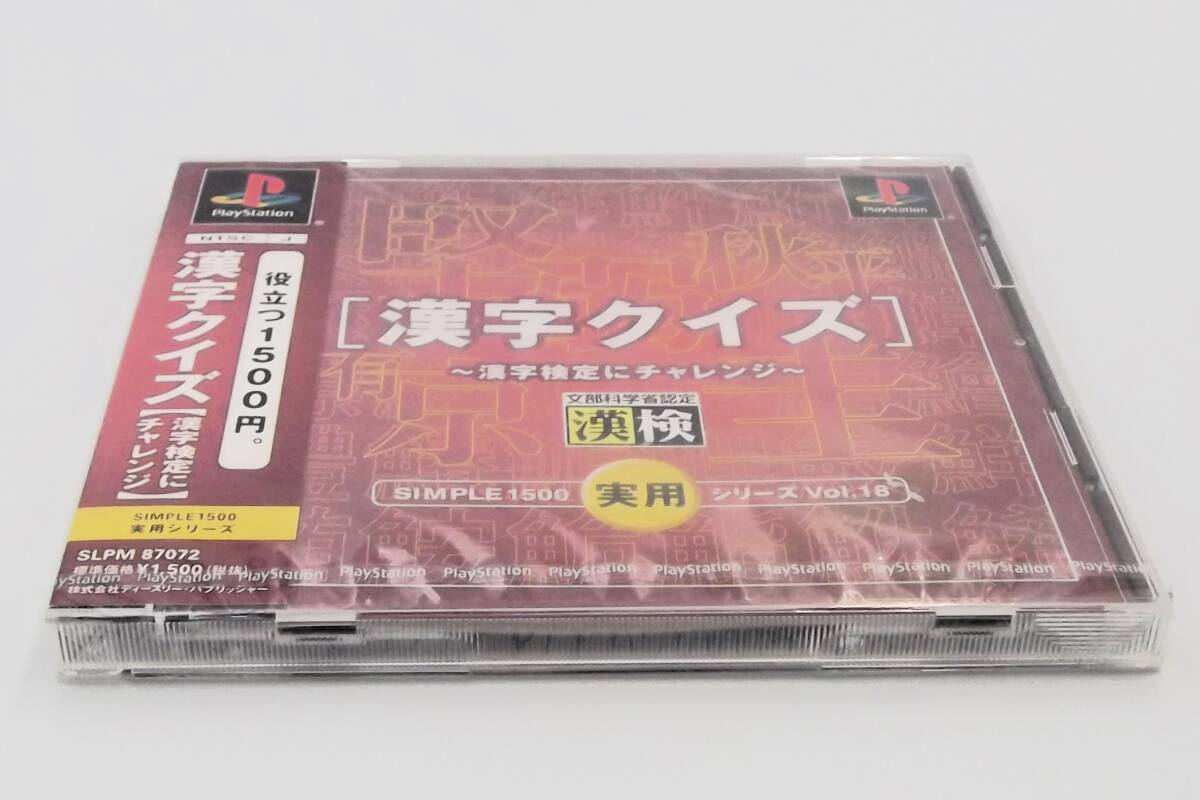 PlayStation
NTSC J
役立つ1500円。
漢字クイズ
【漢字検定に
チャレンジ】
SIMPLE1500
実用シリーズ
SLPM 87072
標準価格¥1,500(税抜)
株式会社ディースリー・パブリッシャー
PlayStation
[漢字クイズ]
～漢字検定にチャレンジ～
文部科学省認定
漢検
SIMPLE1500 実用 シリーズ Vol.18
PlayStation PlayStation PlayStation PlayStation PlayStation PlayStation PlayStation PlayStation PlayStation PlayStation PlayStation